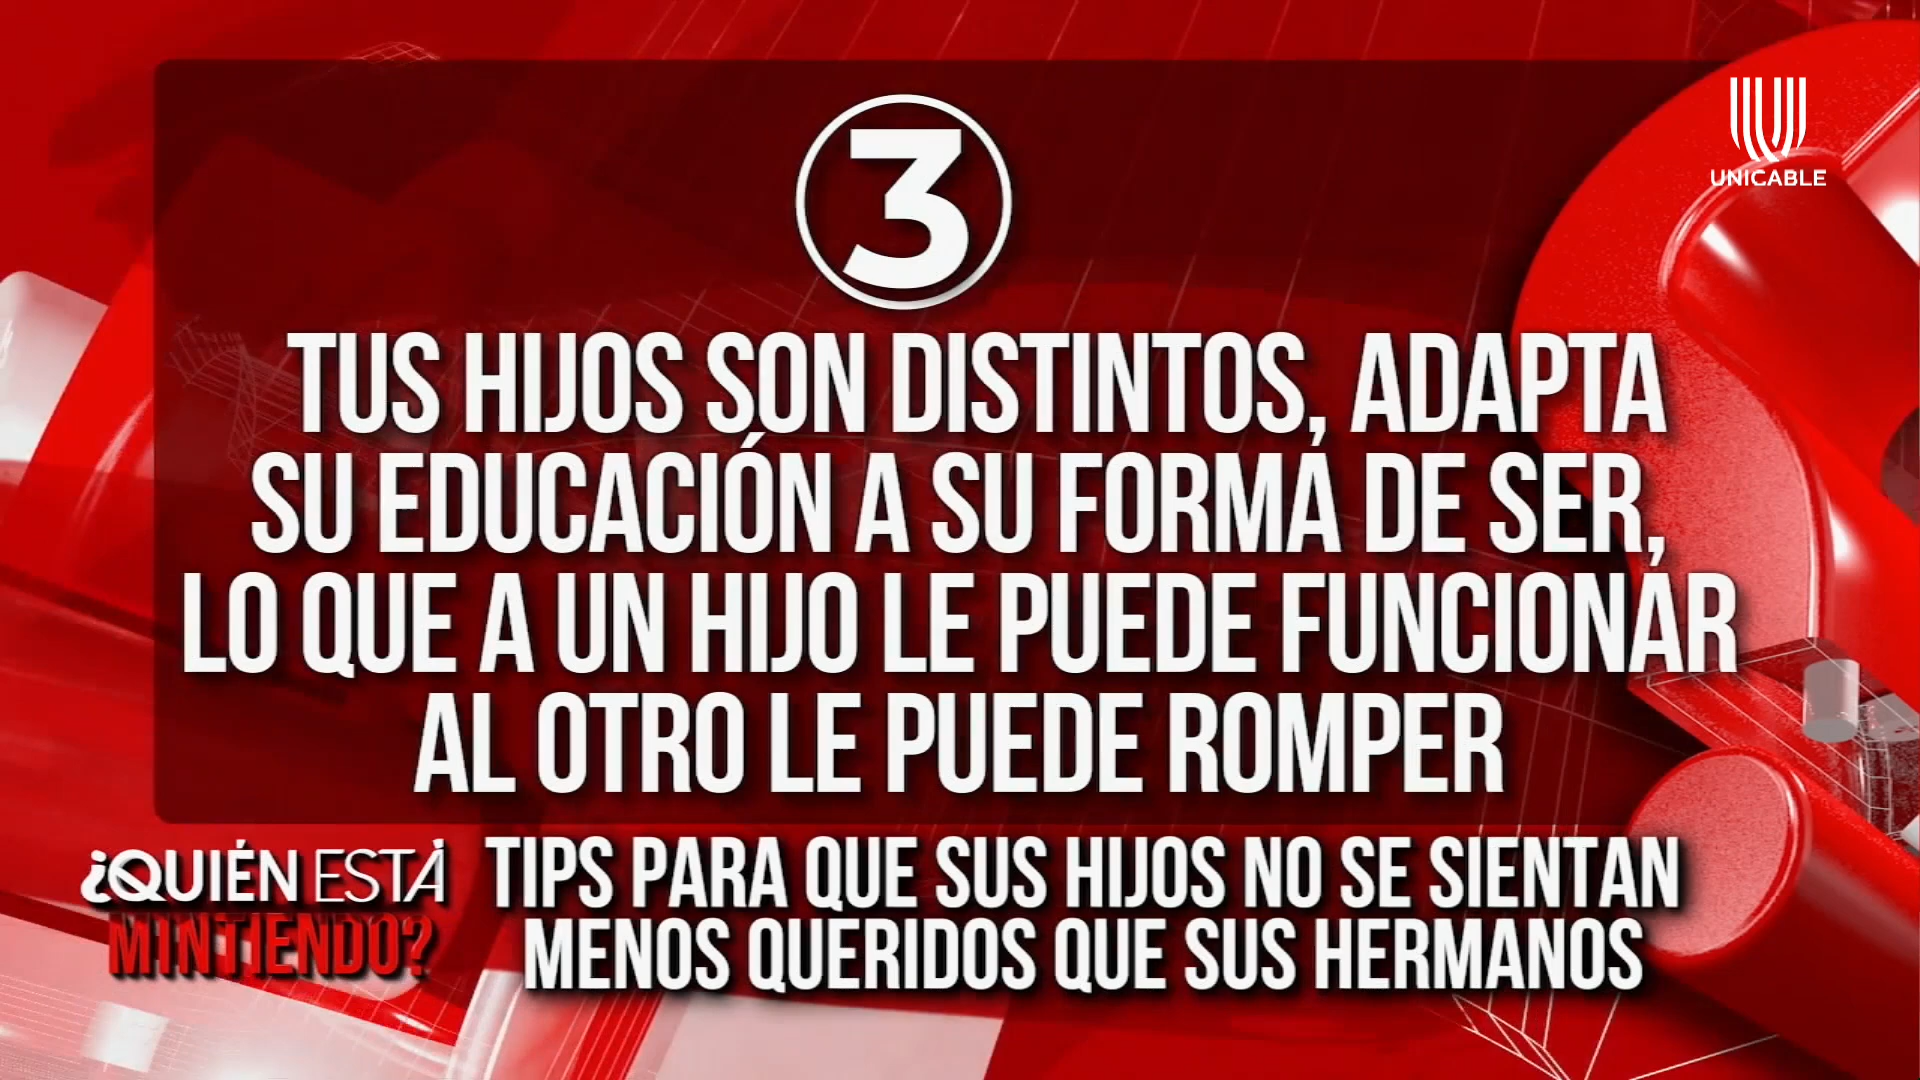 3
UNICABLE
TUS HIJOS SON DISTINTOS, ADAPTA
SU EDUCACIÓN A SU FORMA DE SER,
LO QUE A UN HIJO LE PUEDE FUNCIONAR
AL OTRO LE PUEDE ROMPER
¿QUIÉN ESTÁ
MINTIENDO?
TIPS PARA QUE SUS HIJOS NO SE SIENTAN
MENOS QUERIDOS QUE SUS HERMANOS